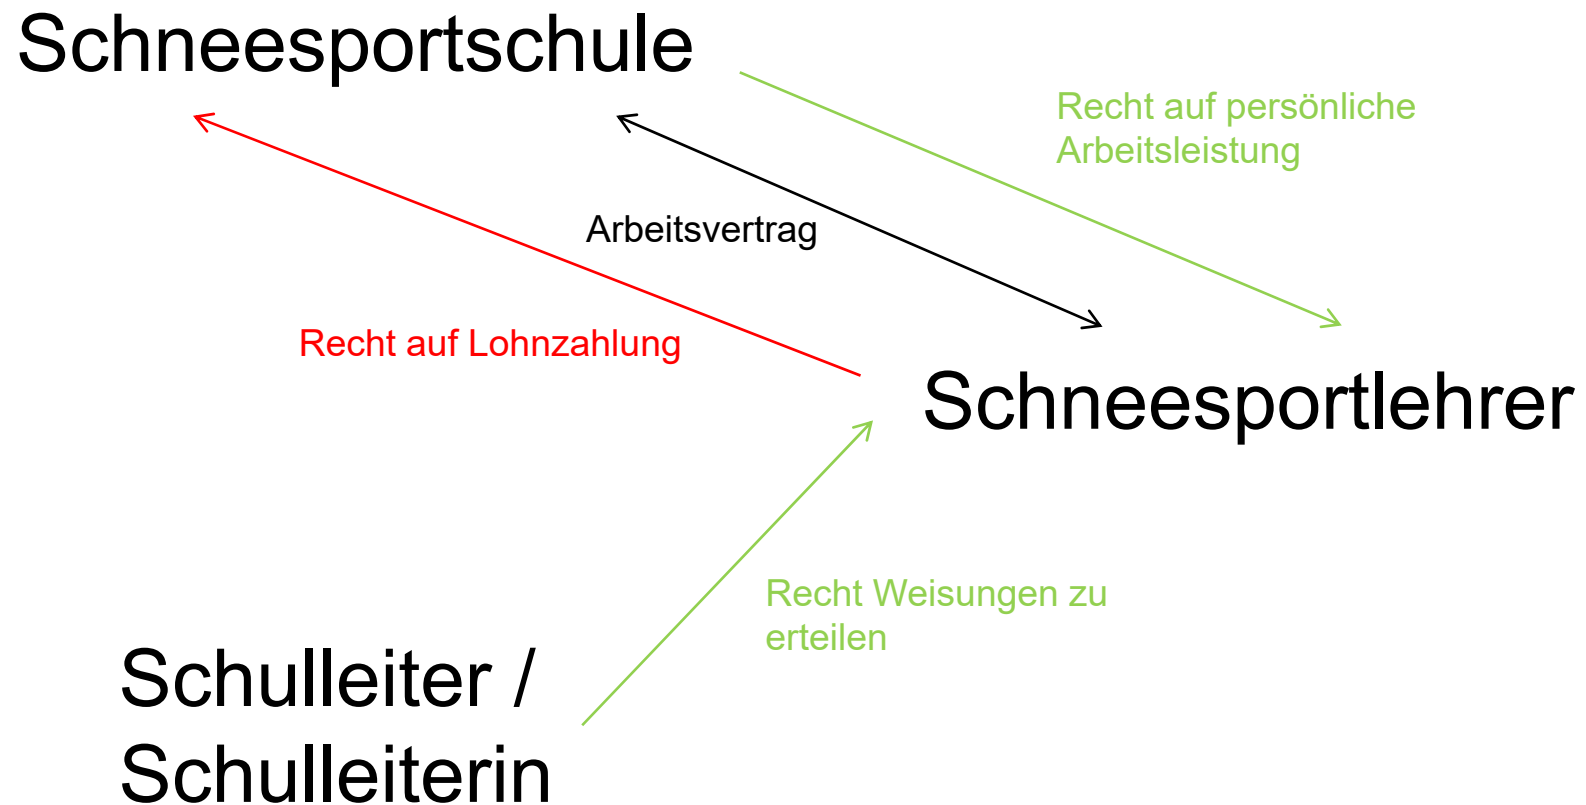 Schneesportschule
Recht auf persönliche
Arbeitsleistung
Arbeitsvertrag
Recht auf Lohnzahlung
Schneesportlehrer
Recht Weisungen zu
erteilen
Schulleiter /
Schulleiterin